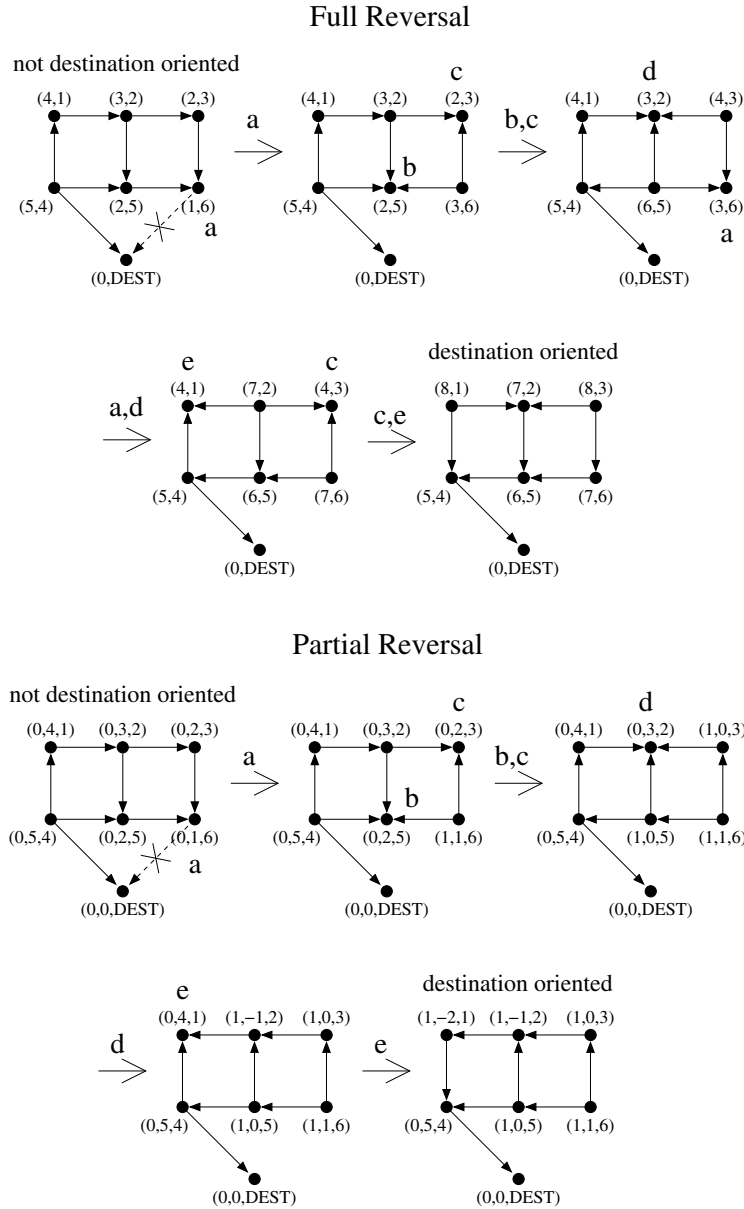 Full Reversal
not destination oriented
c
d
(4,1) (3,2) (2,3)
(4,1) (3,2) (2,3)
(4,1) (3,2) (4,3)
a
b,c
b
(5,4) (2,5) (1,6)
(5,4) (2,5) (3,6)
(5,4) (6,5) (3,6)
a
a
(0,DEST)
(0,DEST)
(0,DEST)
destination oriented
e
c
(4,1) (7,2) (4,3)
(8,1) (7,2) (8,3)
a,d
c,e
(5,4) (6,5) (7,6)
(5,4) (6,5) (7,6)
(0,DEST)
(0,DEST)
Partial Reversal
not destination oriented
c
d
(0,4,1) (0,3,2) (0,2,3)
(0,4,1) (0,3,2) (0,2,3)
(0,4,1) (0,3,2) (1,0,3)
a
b,c
b
(0,5,4) (0,2,5) (0,1,6)
(0,5,4) (0,2,5) (1,1,6)
(0,5,4) (1,0,5) (1,1,6)
a
(0,0,DEST)
(0,0,DEST)
(0,0,DEST)
destination oriented
e
(0,4,1) (1,−1,2) (1,0,3)
(1,−2,1) (1,−1,2) (1,0,3)
d
e
(0,5,4) (1,0,5) (1,1,6)
(0,5,4) (1,0,5) (1,1,6)
(0,0,DEST)
(0,0,DEST)